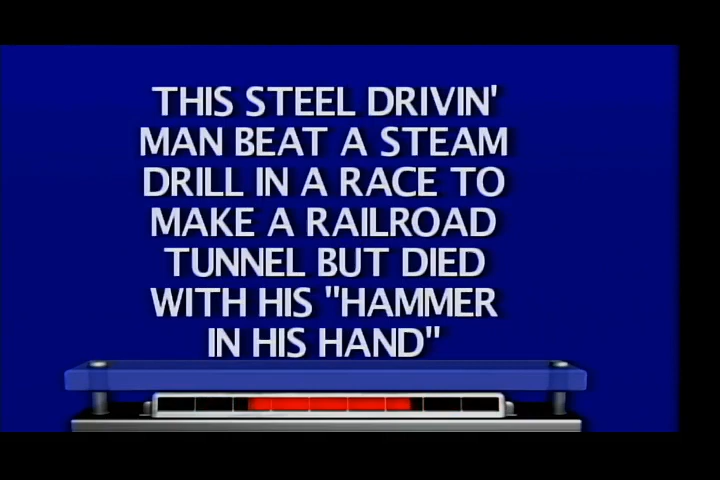 THIS STEEL DRIVIN'
MAN BEAT A STEAM
DRILL IN A RACE TO
MAKE A RAILROAD
TUNNEL BUT DIED
WITH HIS "HAMMER
IN HIS HAND"